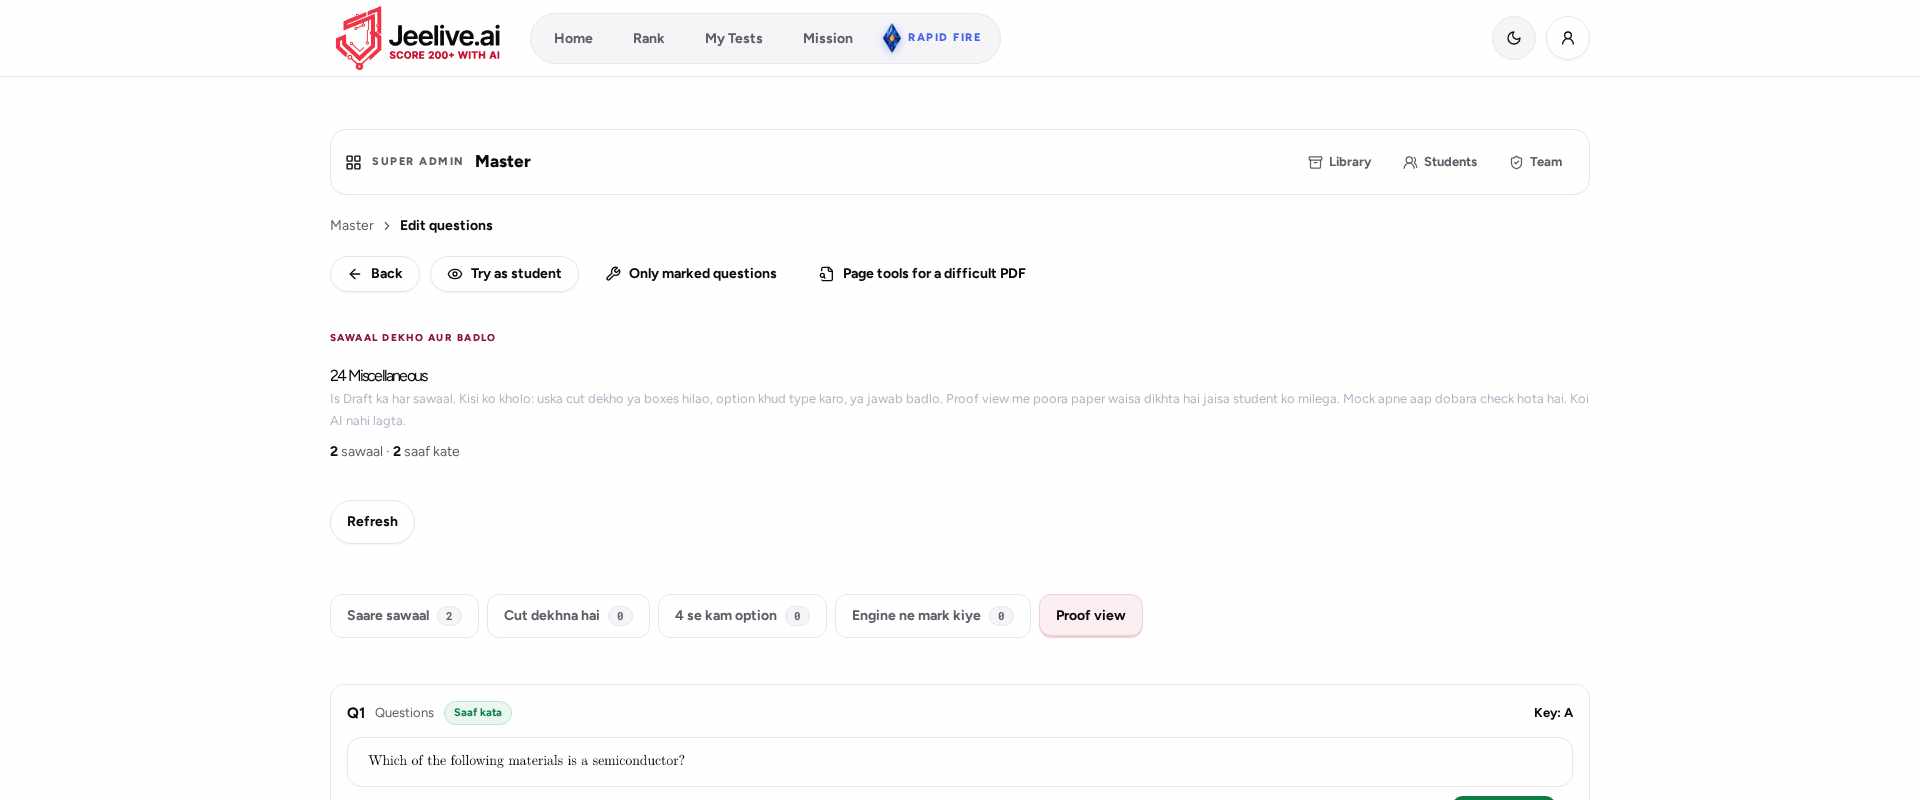 Jeelive.ai
SCORE 200+ WITH AI
Home Rank My Tests Mission RAPID FIRE
SUPER ADMIN Master Library Students Team
Master > Edit questions
Back Try as student Only marked questions Page tools for a difficult PDF
SAWAAL DEKHO AUR BADLO
24 Miscellaneous
Is Draft ka har sawaal. Kisi ko kholo: uska cut dekho ya boxes hilao, option khud type karo, ya jawab badlo. Proof view me poora paper waisa dikhta hai jaisa student ko milega. Mock apne aap dobara check hota hai. Koi
AI nahi lagta.
2 sawaal · 2 saaf kate
Refresh
Saare sawaal 2 Cut dekhna hai 0 4 se kam option 0 Engine ne mark kiye 0 Proof view
Q1 Questions Saaf kata Key: A
Which of the following materials is a semiconductor?